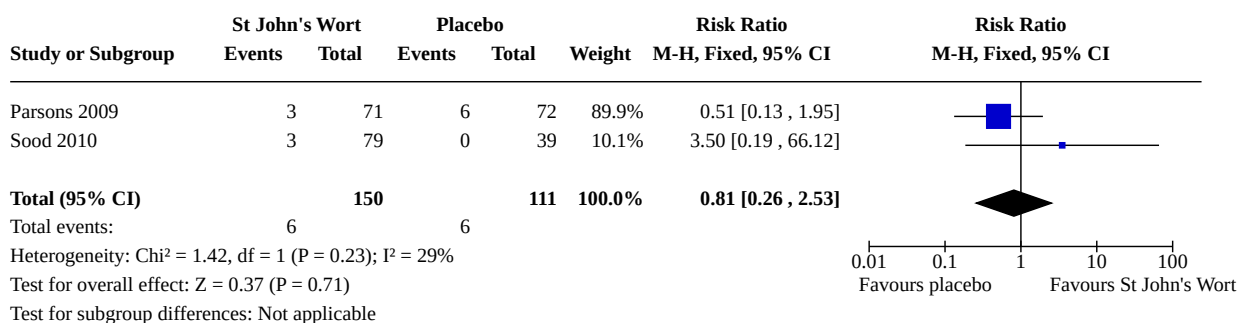 St John's Wort Placebo Risk Ratio Risk Ratio
Study or Subgroup Events Total Events Total Weight M-H, Fixed, 95% CI M-H, Fixed, 95% CI
Parsons 2009 3 71 6 72 89.9% 0.51 [0.13 , 1.95]
Sood 2010 3 79 0 39 10.1% 3.50 [0.19 , 66.12]
Total (95% CI) 150 111 100.0% 0.81 [0.26 , 2.53]
Total events: 6 6
Heterogeneity: Chi² = 1.42, df = 1 (P = 0.23); I² = 29%
0.01 0.1 1 10 100
Test for overall effect: Z = 0.37 (P = 0.71) Favours placebo Favours St John's Wort
Test for subgroup differences: Not applicable